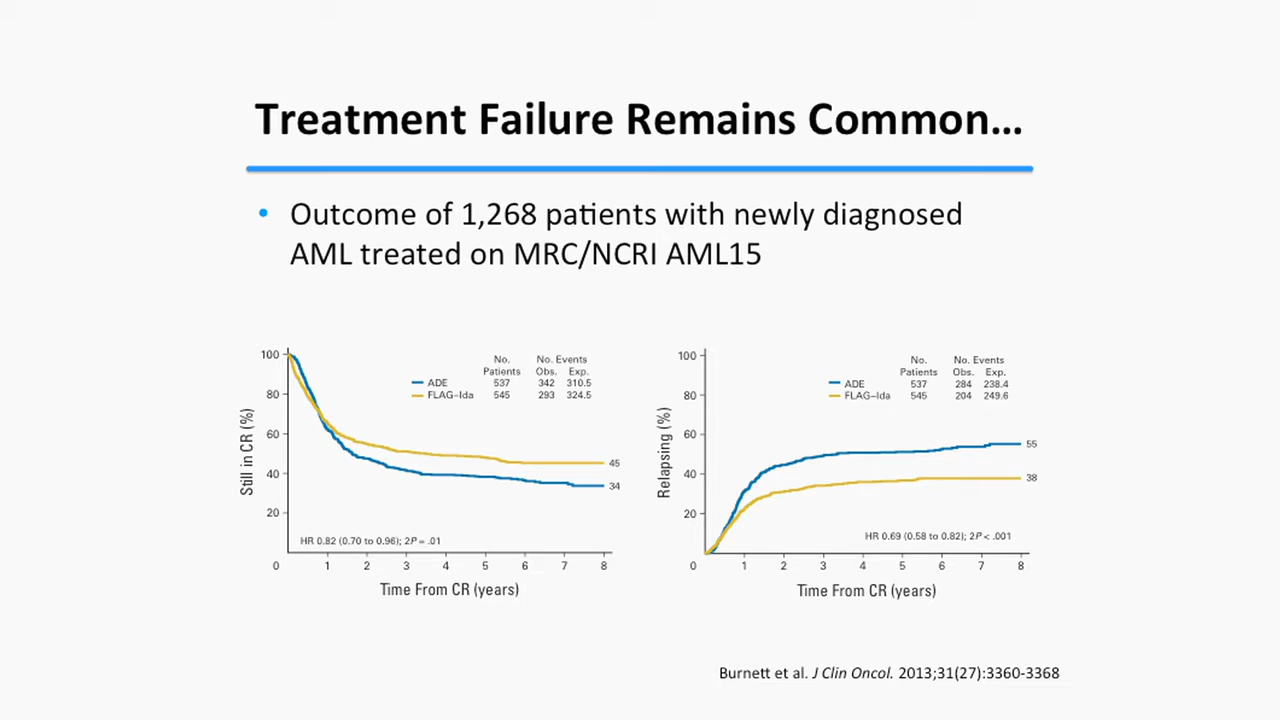 Treatment Failure Remains Common…
• Outcome of 1,268 patients with newly diagnosed
AML treated on MRC/NCRI AML15
Still in CR (%)
100
80
60
40
20
0
1 2 3 4 5 6 7 8
Time From CR (years)
No. No. Events
Patients Obs. Exp.
ADE 537 342 310.5
FLAG–Ida 545 293 324.5
45
34
HR 0.82 (0.70 to 0.96); 2P = .01
Relapsing (%)
100
80
60
40
20
0
1 2 3 4 5 6 7 8
Time From CR (years)
No. No. Events
Patients Obs. Exp.
ADE 537 284 238.4
FLAG–Ida 545 204 249.6
55
38
HR 0.69 (0.58 to 0.82); 2P < .001
Burnett et al. J Clin Oncol. 2013;31(27):3360-3368